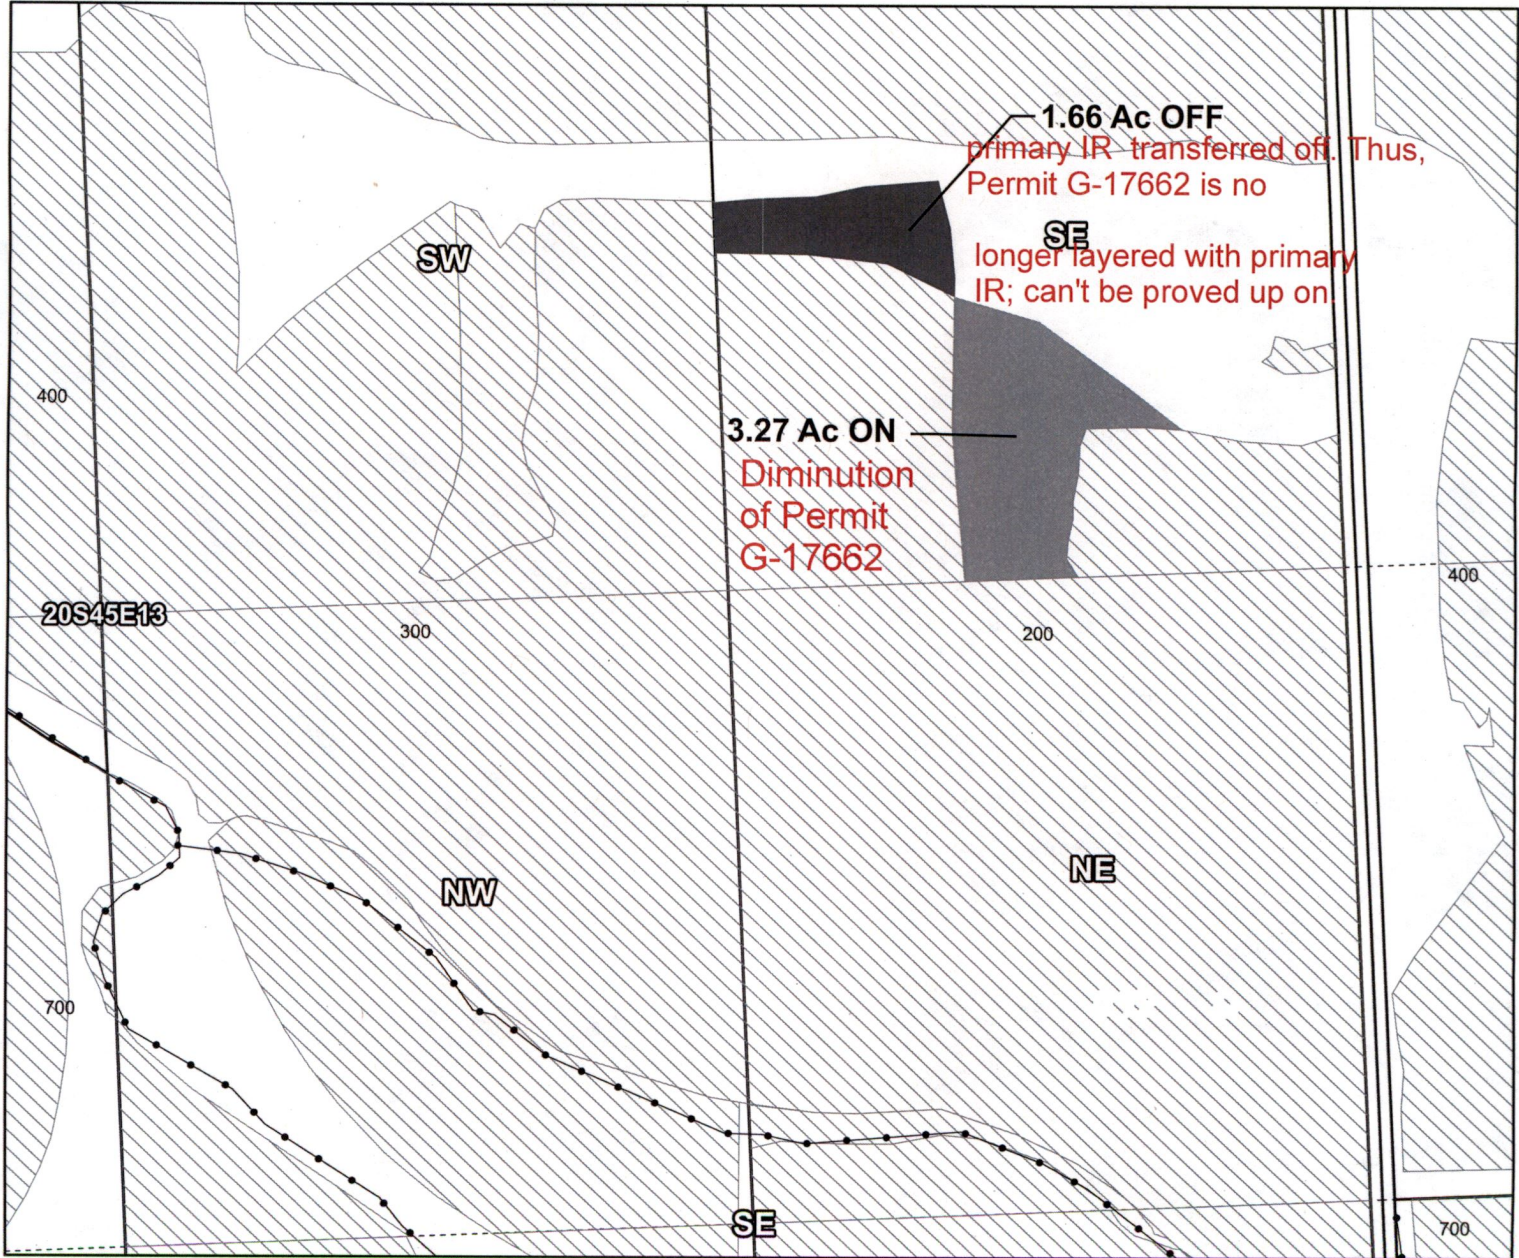 1.66 Ac OFF
primary IR transferred off. Thus,
Permit G-17662 is no
SE
SW
longer layered with primary
IR; can't be proved up on.
400
3.27 Ac ON
Diminution
of Permit
G-17662
400
20S45E13
300
200
NE
NW
700
SE
700